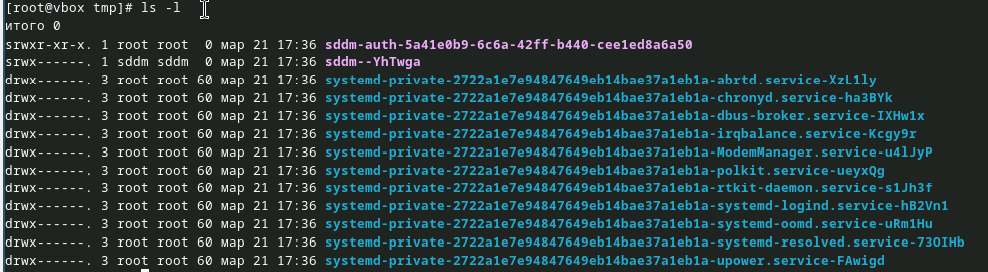 [root@vbox tmp]# ls -l
итого 0
srwxr-xr-x. 1 root root  0 мар 21 17:36 sddm-auth-5a41e0b9-6c6a-42ff-b440-cee1ed8a6a50
srwx------. 1 sddm sddm  0 мар 21 17:36 sddm--YhTwga
drwx------. 3 root root 60 мар 21 17:36 systemd-private-2722a1e7e94847649eb14bae37a1eb1a-abrtd.service-XzL1ly
drwx------. 3 root root 60 мар 21 17:36 systemd-private-2722a1e7e94847649eb14bae37a1eb1a-chronyd.service-ha3BYk
drwx------. 3 root root 60 мар 21 17:36 systemd-private-2722a1e7e94847649eb14bae37a1eb1a-dbus-broker.service-IXHw1x
drwx------. 3 root root 60 мар 21 17:36 systemd-private-2722a1e7e94847649eb14bae37a1eb1a-irqbalance.service-Kcgy9r
drwx------. 3 root root 60 мар 21 17:36 systemd-private-2722a1e7e94847649eb14bae37a1eb1a-ModemManager.service-u4lJyP
drwx------. 3 root root 60 мар 21 17:36 systemd-private-2722a1e7e94847649eb14bae37a1eb1a-polkit.service-ueyxQg
drwx------. 3 root root 60 мар 21 17:36 systemd-private-2722a1e7e94847649eb14bae37a1eb1a-rtkit-daemon.service-s1Jh3f
drwx------. 3 root root 60 мар 21 17:36 systemd-private-2722a1e7e94847649eb14bae37a1eb1a-systemd-logind.service-hB2Vn1
drwx------. 3 root root 60 мар 21 17:36 systemd-private-2722a1e7e94847649eb14bae37a1eb1a-systemd-oomd.service-uRm1Hu
drwx------. 3 root root 60 мар 21 17:36 systemd-private-2722a1e7e94847649eb14bae37a1eb1a-systemd-resolved.service-73OIHb
drwx------. 3 root root 60 мар 21 17:36 systemd-private-2722a1e7e94847649eb14bae37a1eb1a-upower.service-FAwigd